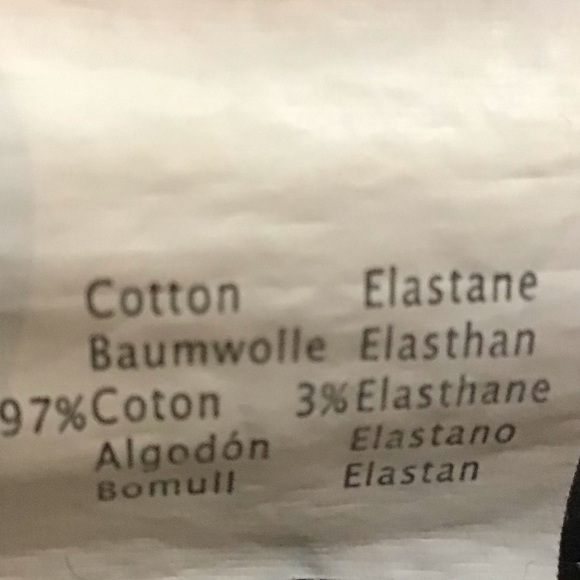 Cotton Elastane
Baumwolle Elasthan
97% Coton 3% Elasthane
Algodón Elastano
Bomull Elastan